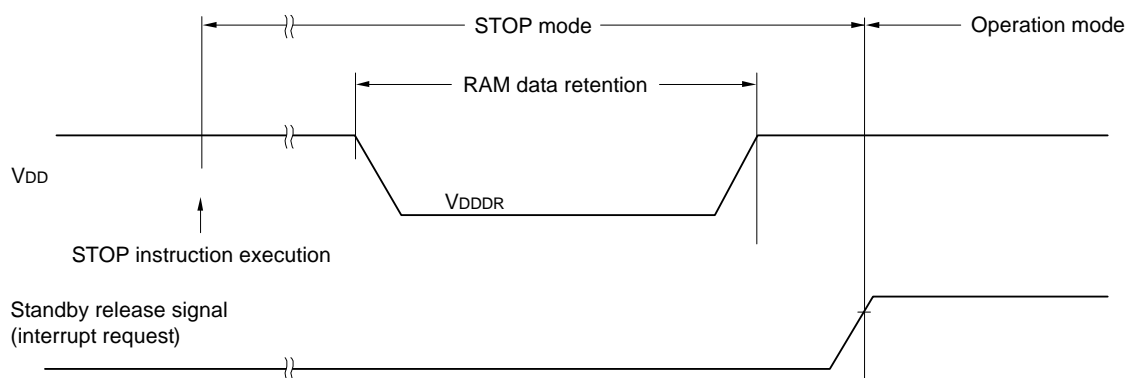 STOP mode
Operation mode
RAM data retention
VDD
VDDDR
STOP instruction execution
Standby release signal
(interrupt request)